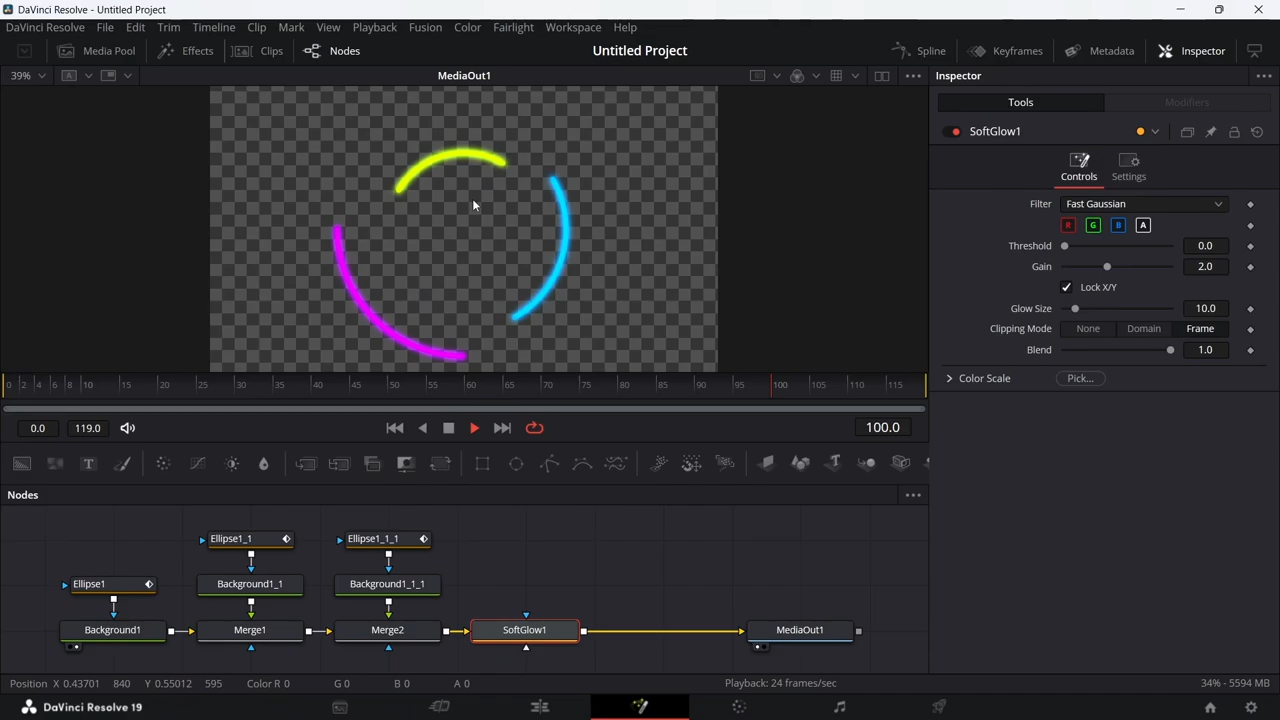 DaVinci Resolve - Untitled Project
DaVinci Resolve File Edit Trim Timeline Clip Mark View Playback Fusion Color Fairlight Workspace Help
Media Pool Effects Clips Nodes Untitled Project Spline Keyframes Metadata Inspector
39% MediaOut1 Inspector
Tools Modifiers
SoftGlow1
Controls Settings
Filter Fast Gaussian
R G B A
Threshold 0.0
Gain 2.0
Lock X/Y
Glow Size 10.0
Clipping Mode None Domain Frame
Blend 1.0
Color Scale Pick...
0 2 4 6 8 10 15 20 25 30 35 40 45 50 55 60 65 70 75 80 85 90 95 100 105 110 115
0.0 119.0 100.0
Nodes
Ellipse1_1 Ellipse1_1_1
Ellipse1 Background1_1 Background1_1_1
Background1 Merge1 Merge2 SoftGlow1 MediaOut1
Position X 0.43701 840 Y 0.55012 595 Color R 0 G 0 B 0 A 0 Playback: 24 frames/sec 34% - 5594 MB
DaVinci Resolve 19